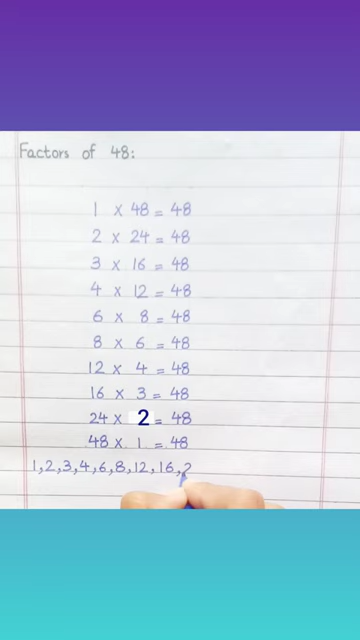 Factors of 48:
1 x 48 = 48
2 x 24 = 48
3 x 16 = 48
4 x 12 = 48
6 x 8 = 48
8 x 6 = 48
12 x 4 = 48
16 x 3 = 48
24 x 2 = 48
48 x 1 = 48
1,2,3,4,6,8,12,16,2